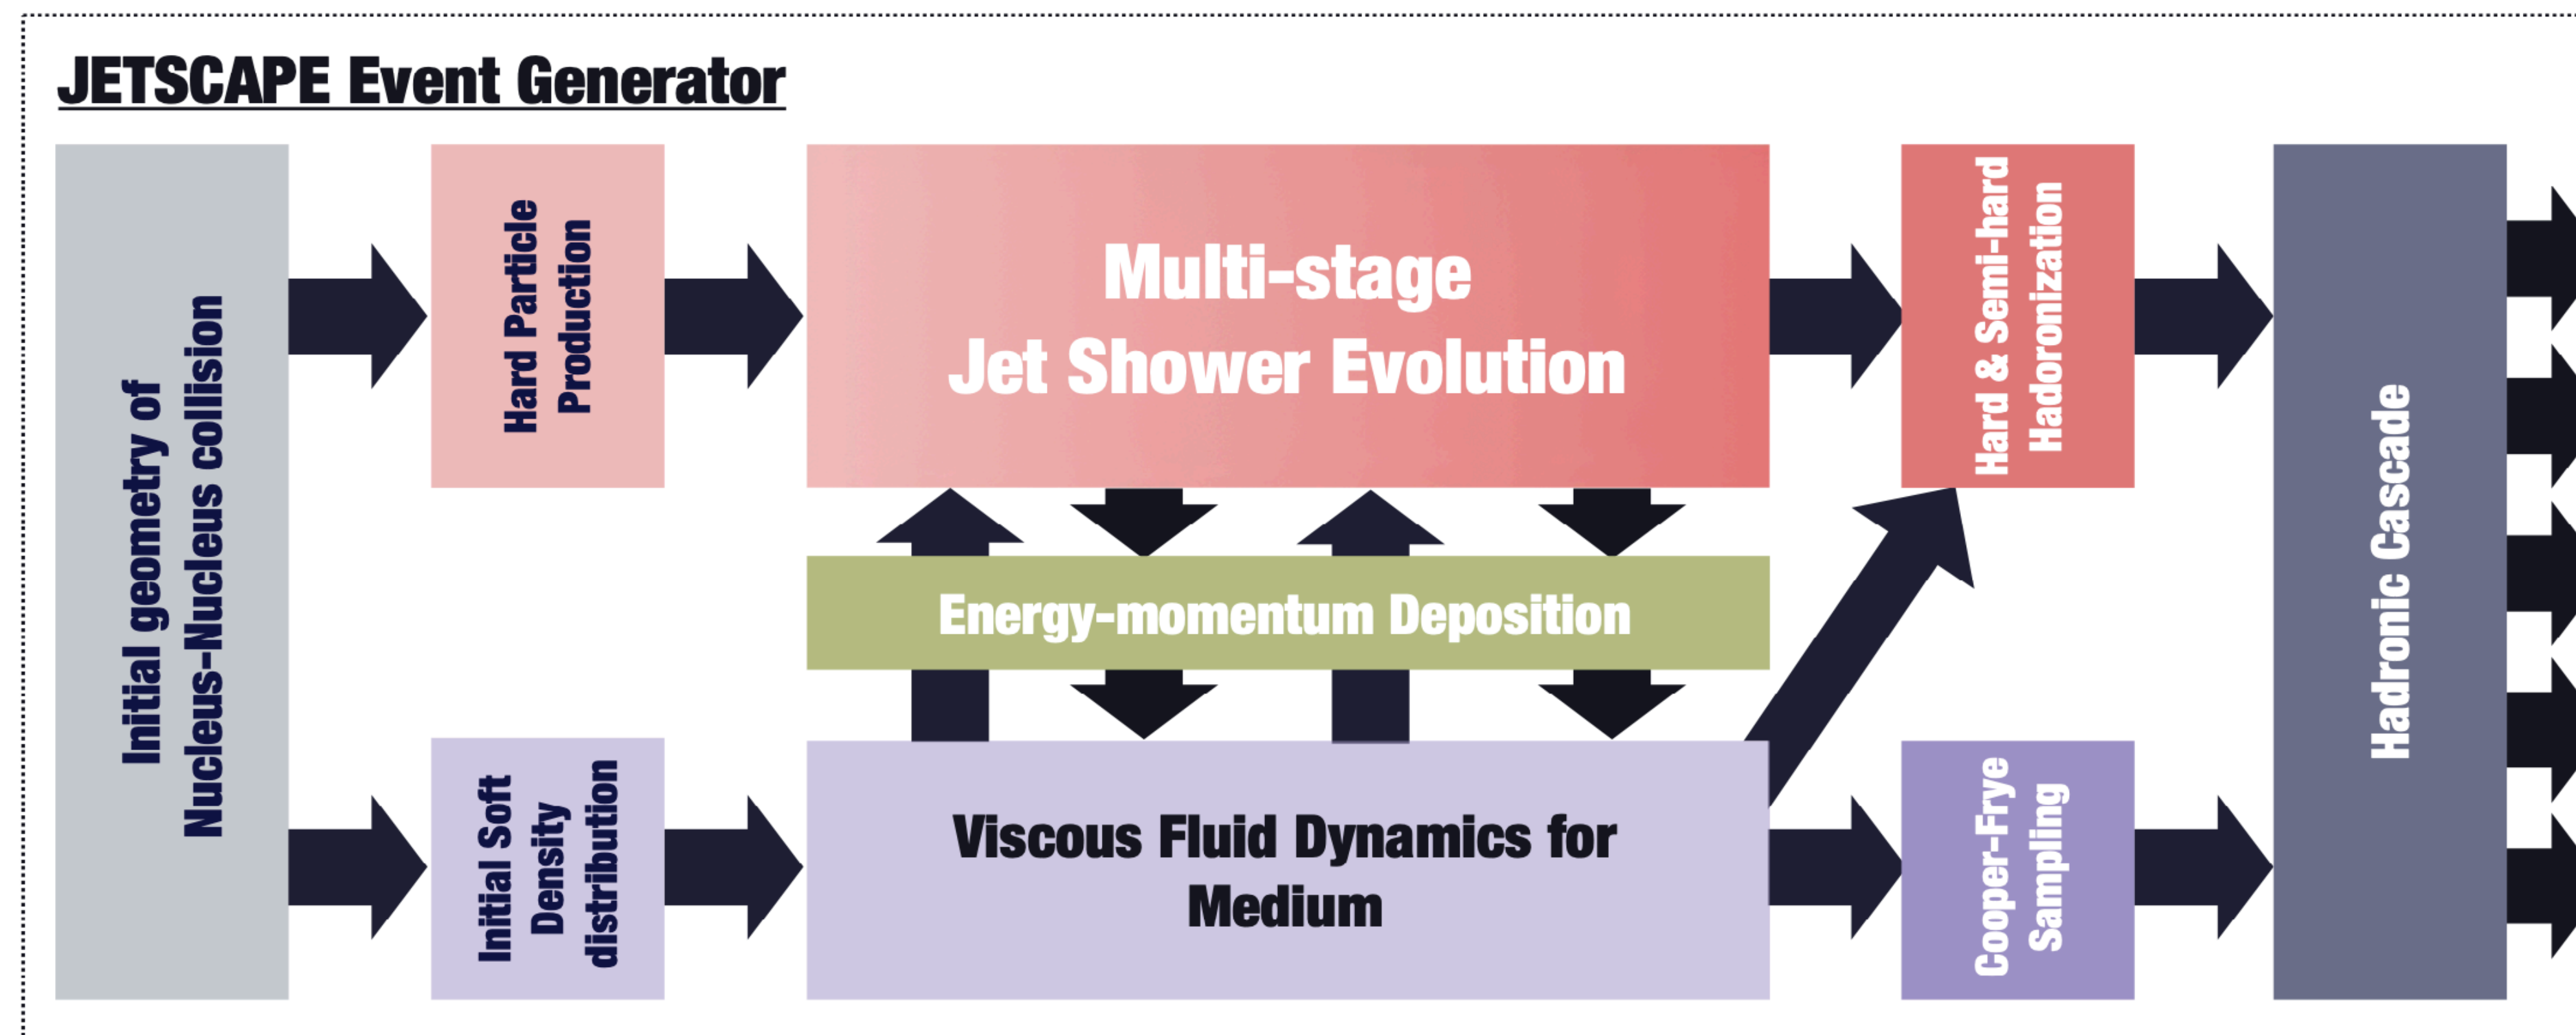 JETSCAPE Event Generator
Initial geometry of
Nucleus-Nucleus collision
Hard Particle
Production
Multi-stage
Jet Shower Evolution
Hard & Semi-hard
Hadoronization
Energy-momentum Deposition
Initial Soft
Density
distribution
Viscous Fluid Dynamics for
Medium
Cooper-Frye
Sampling
Hadronic Cascade